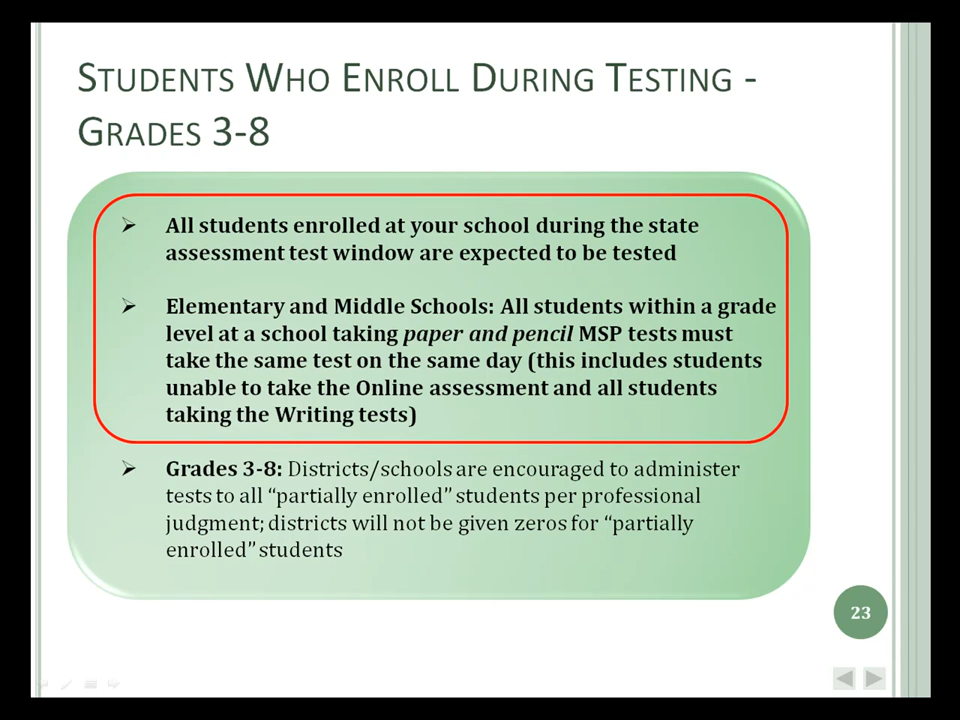 Students Who Enroll During Testing -
Grades 3-8
All students enrolled at your school during the state
assessment test window are expected to be tested
Elementary and Middle Schools: All students within a grade
level at a school taking paper and pencil MSP tests must
take the same test on the same day (this includes students
unable to take the Online assessment and all students
taking the Writing tests)
Grades 3-8: Districts/schools are encouraged to administer
tests to all “partially enrolled” students per professional
judgment; districts will not be given zeros for “partially
enrolled” students
23